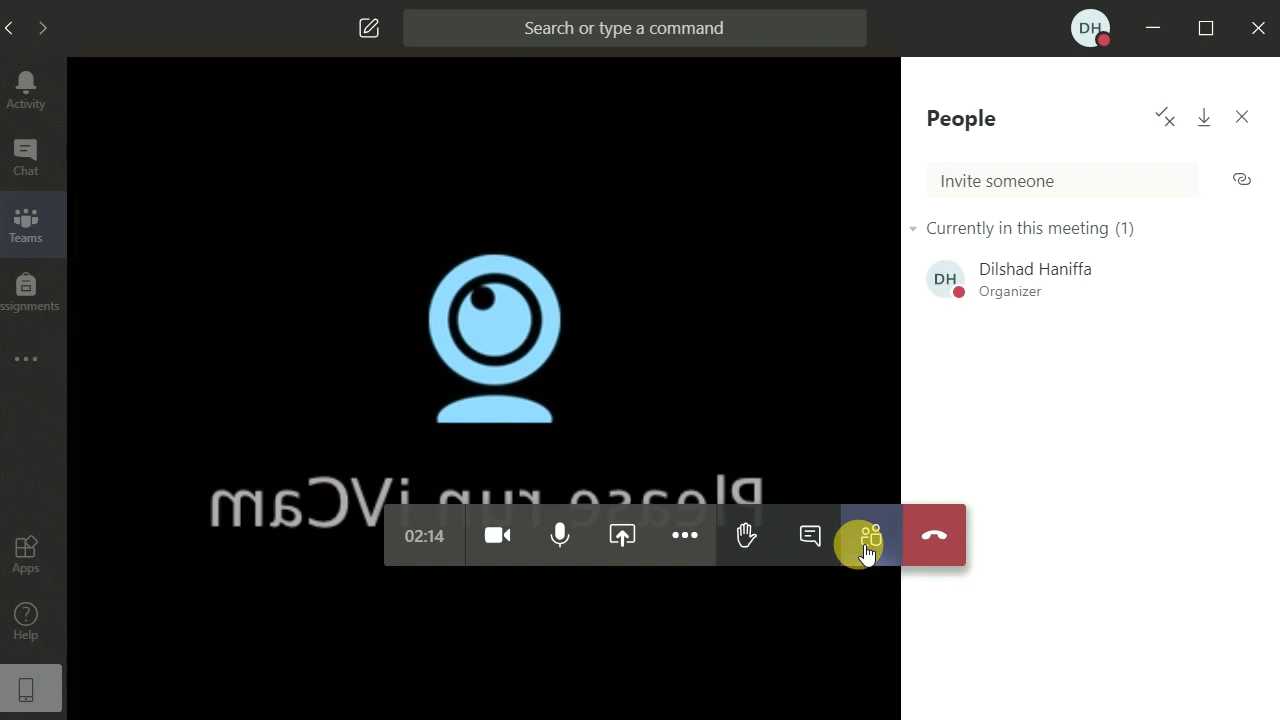 Search or type a command
DH
Activity
Chat
Teams
ssignments
Apps
Help
Please run iVCam
02:14
People
Invite someone
Currently in this meeting (1)
DH
Dilshad Haniffa
Organizer